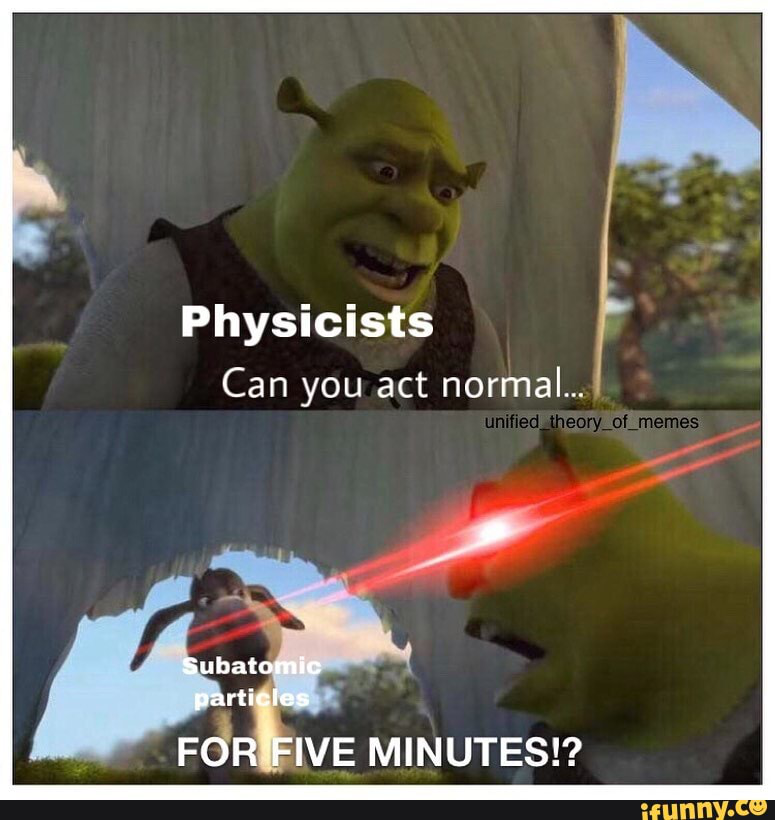 Physicists
Can you act normal...
unified_theory_of_memes
Subatomic
particles
FOR FIVE MINUTES!?
ifunny.co